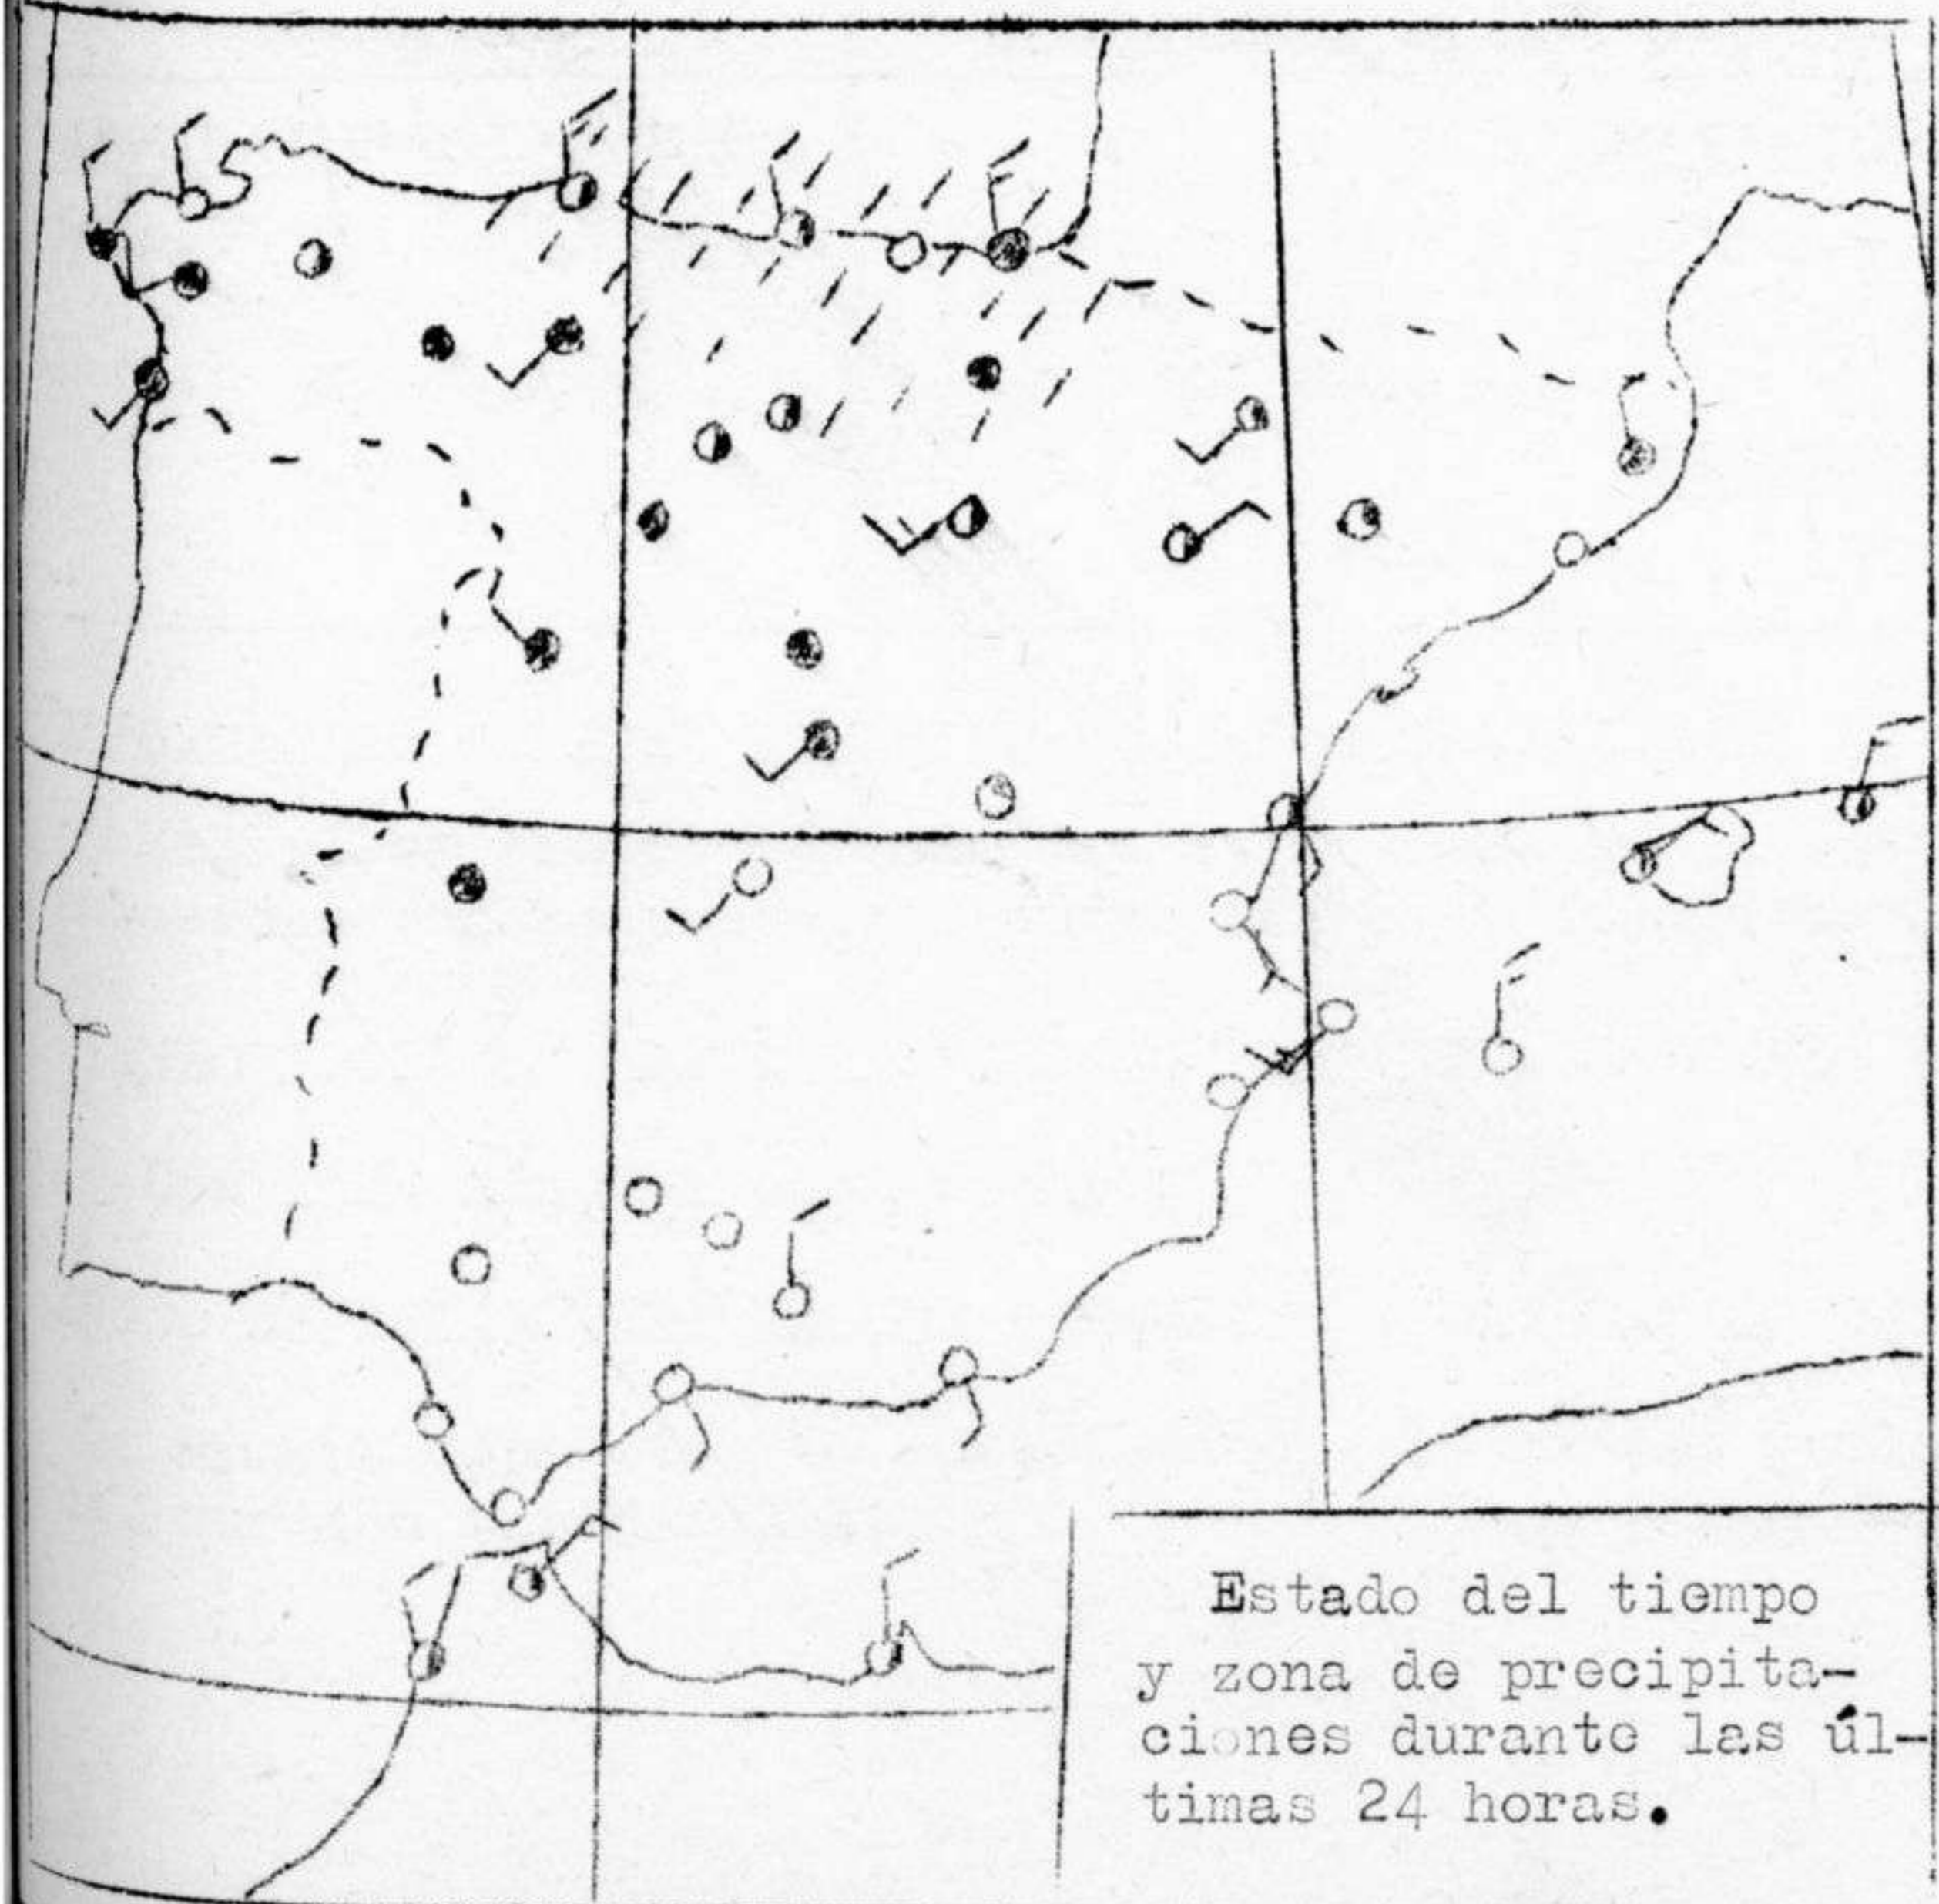 Estado del tiempo
y zona de precipita-
ciones durante las úl-
timas 24 horas.